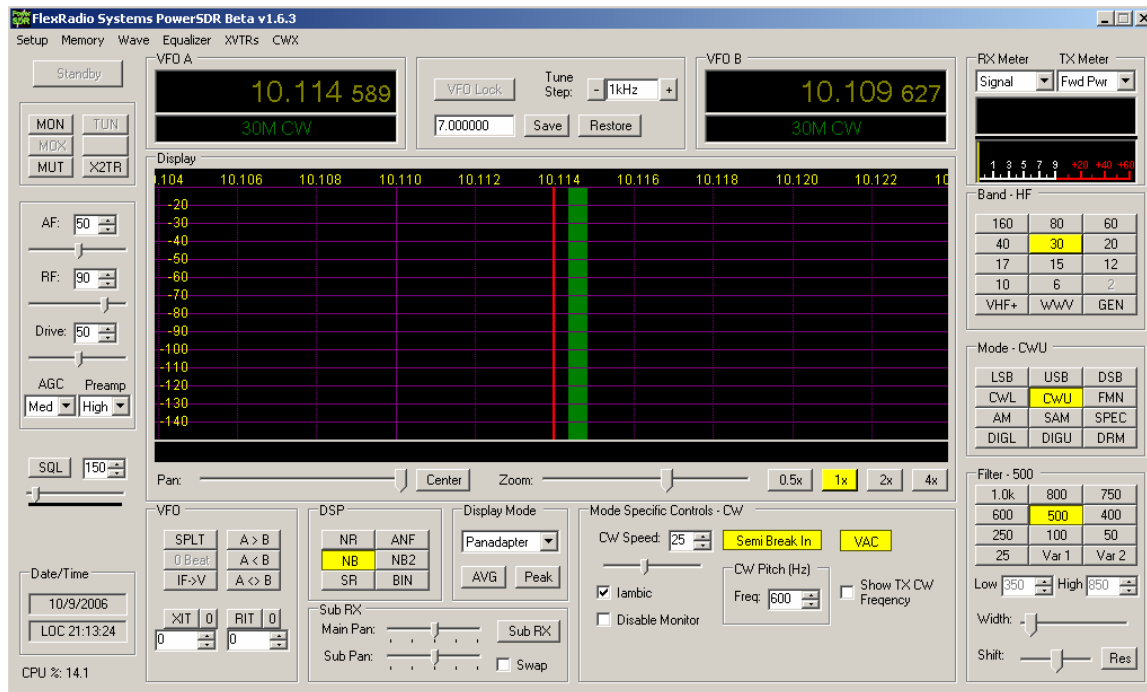 FlexRadio Systems PowerSDR Beta v1.6.3
Setup Memory Wave Equalizer XVTRs CWX
Standby
MON TUN
MOX
MUT X2TR
AF: 50
RF: 90
Drive: 50
AGC Preamp
Med High
SQL 150
Date/Time
10/9/2006
LOC 21:13:24
CPU %: 14.1
VFO A
10.114 589
30M CW
VFO Lock
Tune Step: - 1kHz +
7.000000 Save Restore
VFO B
10.109 627
30M CW
Display
.104 10.106 10.108 10.110 10.112 10.114 10.116 10.118 10.120 10.122 10
-20
-30
-40
-50
-60
-70
-80
-90
-100
-110
-120
-130
-140
Pan: Center Zoom: 0.5x 1x 2x 4x
VFO
SPLT A > B
0 Beat A < B
IF->V A <> B
XIT 0 RIT 0
0 0
DSP
NR ANF
NB NB2
SR BIN
Display Mode
Panadapter
AVG Peak
Sub RX
Main Pan: Sub RX
Sub Pan: Swap
Mode Specific Controls - CW
CW Speed: 25 Semi Break In VAC
Iambic
Disable Monitor
CW Pitch (Hz)
Freq: 600
Show TX CW
Freqency
RX Meter TX Meter
Signal Fwd Pwr
1 3 5 7 9 +20 +40 +60
Band - HF
160 80 60
40 30 20
17 15 12
10 6 2
VHF+ WWV GEN
Mode - CWU
LSB USB DSB
CWL CWU FMN
AM SAM SPEC
DIGL DIGU DRM
Filter - 500
1.0k 800 750
600 500 400
250 100 50
25 Var 1 Var 2
Low 350 High 850
Width:
Shift: Res